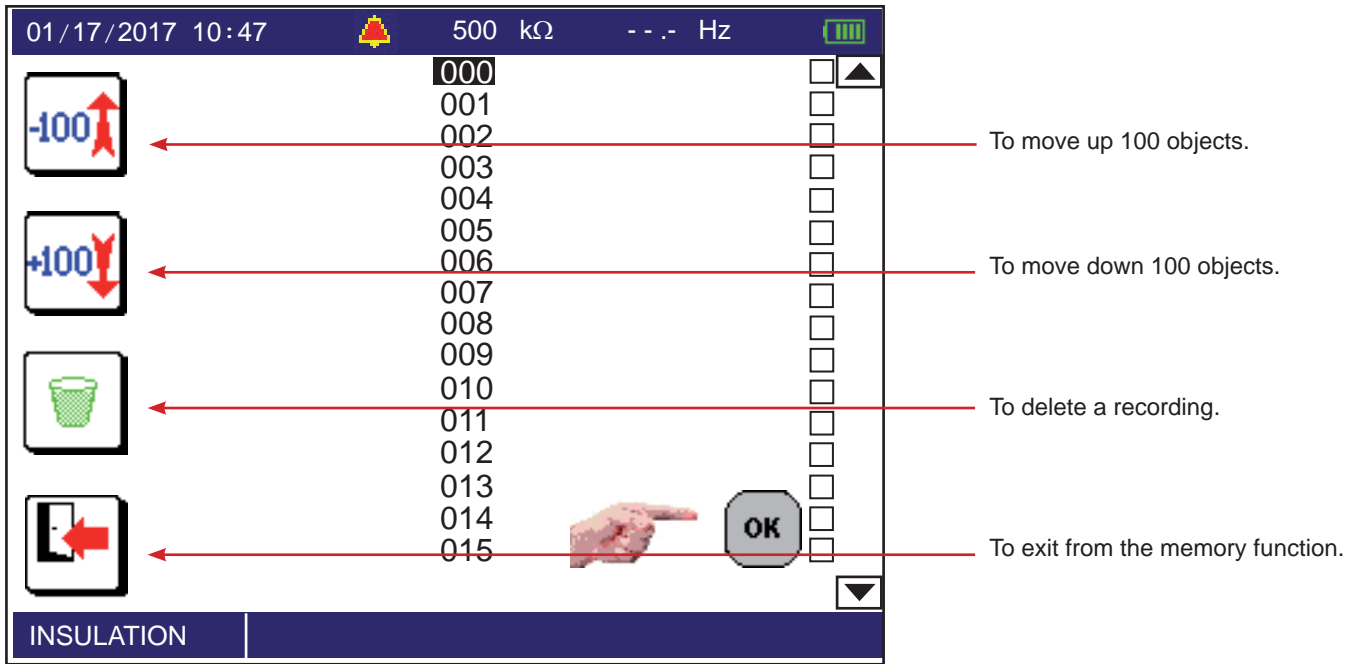 01/17/2017 10:47 500 kΩ - - .- Hz
-100
000
001
002
003
004
005
006
007
008
009
010
011
012
013
014
015
+100
OK
INSULATION
To move up 100 objects.
To move down 100 objects.
To delete a recording.
To exit from the memory function.